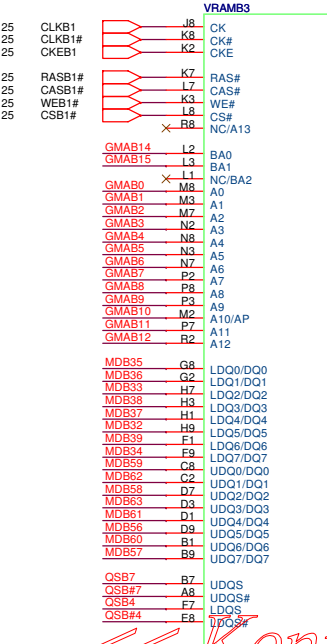 VRAMB3
25 CLKB1 J8 CK
25 CLKB1# K8 CK#
25 CKEB1 K2 CKE
25 RASB1# K7 RAS#
25 CASB1# L7 CAS#
25 WEB1# K3 WE#
25 CSB1# L8 CS#
R8 NC/A13
GMAB14 L2 BA0
GMAB15 L3 BA1
L1 NC/BA2
GMAB0 M8 A0
GMAB1 M3 A1
GMAB2 M7 A2
GMAB3 N2 A3
GMAB4 N8 A4
GMAB5 N3 A5
GMAB6 N7 A6
GMAB7 P2 A7
GMAB8 P8 A8
GMAB9 P3 A9
GMAB10 M2 A10/AP
GMAB11 P7 A11
GMAB12 R2 A12
MDB35 G8 LDQ0/DQ0
MDB36 G2 LDQ1/DQ1
MDB33 H7 LDQ2/DQ2
MDB38 H3 LDQ3/DQ3
MDB37 H1 LDQ4/DQ4
MDB32 H9 LDQ5/DQ5
MDB39 F1 LDQ6/DQ6
MDB34 F9 LDQ7/DQ7
MDB59 C8 UDQ0/DQ0
MDB62 C2 UDQ1/DQ1
MDB58 D7 UDQ2/DQ2
MDB63 D3 UDQ3/DQ3
MDB61 D1 UDQ4/DQ4
MDB56 D9 UDQ5/DQ5
MDB60 B1 UDQ6/DQ6
MDB57 B9 UDQ7/DQ7
QSB7 B7 UDQS
QSB#7 A8 UDQS#
QSB4 F7 LDQS
QSB#4 E8 LDQS#